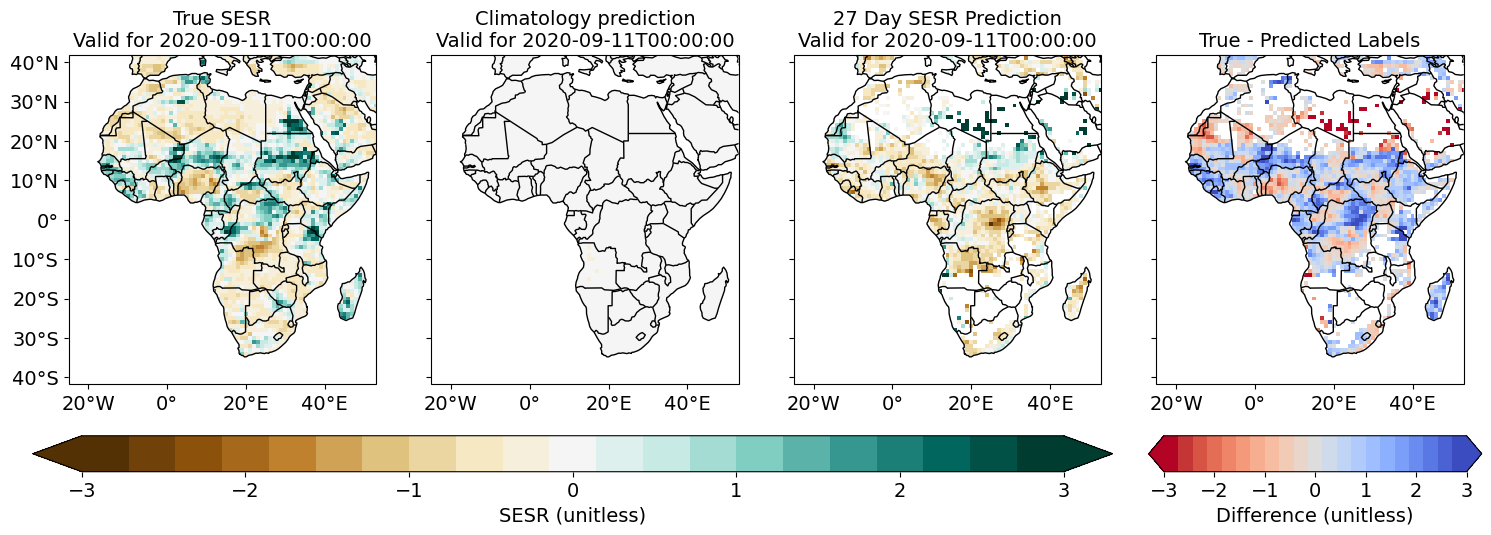 True SESR
Valid for 2020-09-11T00:00:00
Climatology prediction
Valid for 2020-09-11T00:00:00
27 Day SESR Prediction
Valid for 2020-09-11T00:00:00
True - Predicted Labels
40°N
30°N
20°N
10°N
0°
10°S
20°S
30°S
40°S
20°W 0° 20°E 40°E
20°W 0° 20°E 40°E
20°W 0° 20°E 40°E
20°W 0° 20°E 40°E
−3 −2 −1 0 1 2 3
SESR (unitless)
−3 −2 −1 0 1 2 3
Difference (unitless)